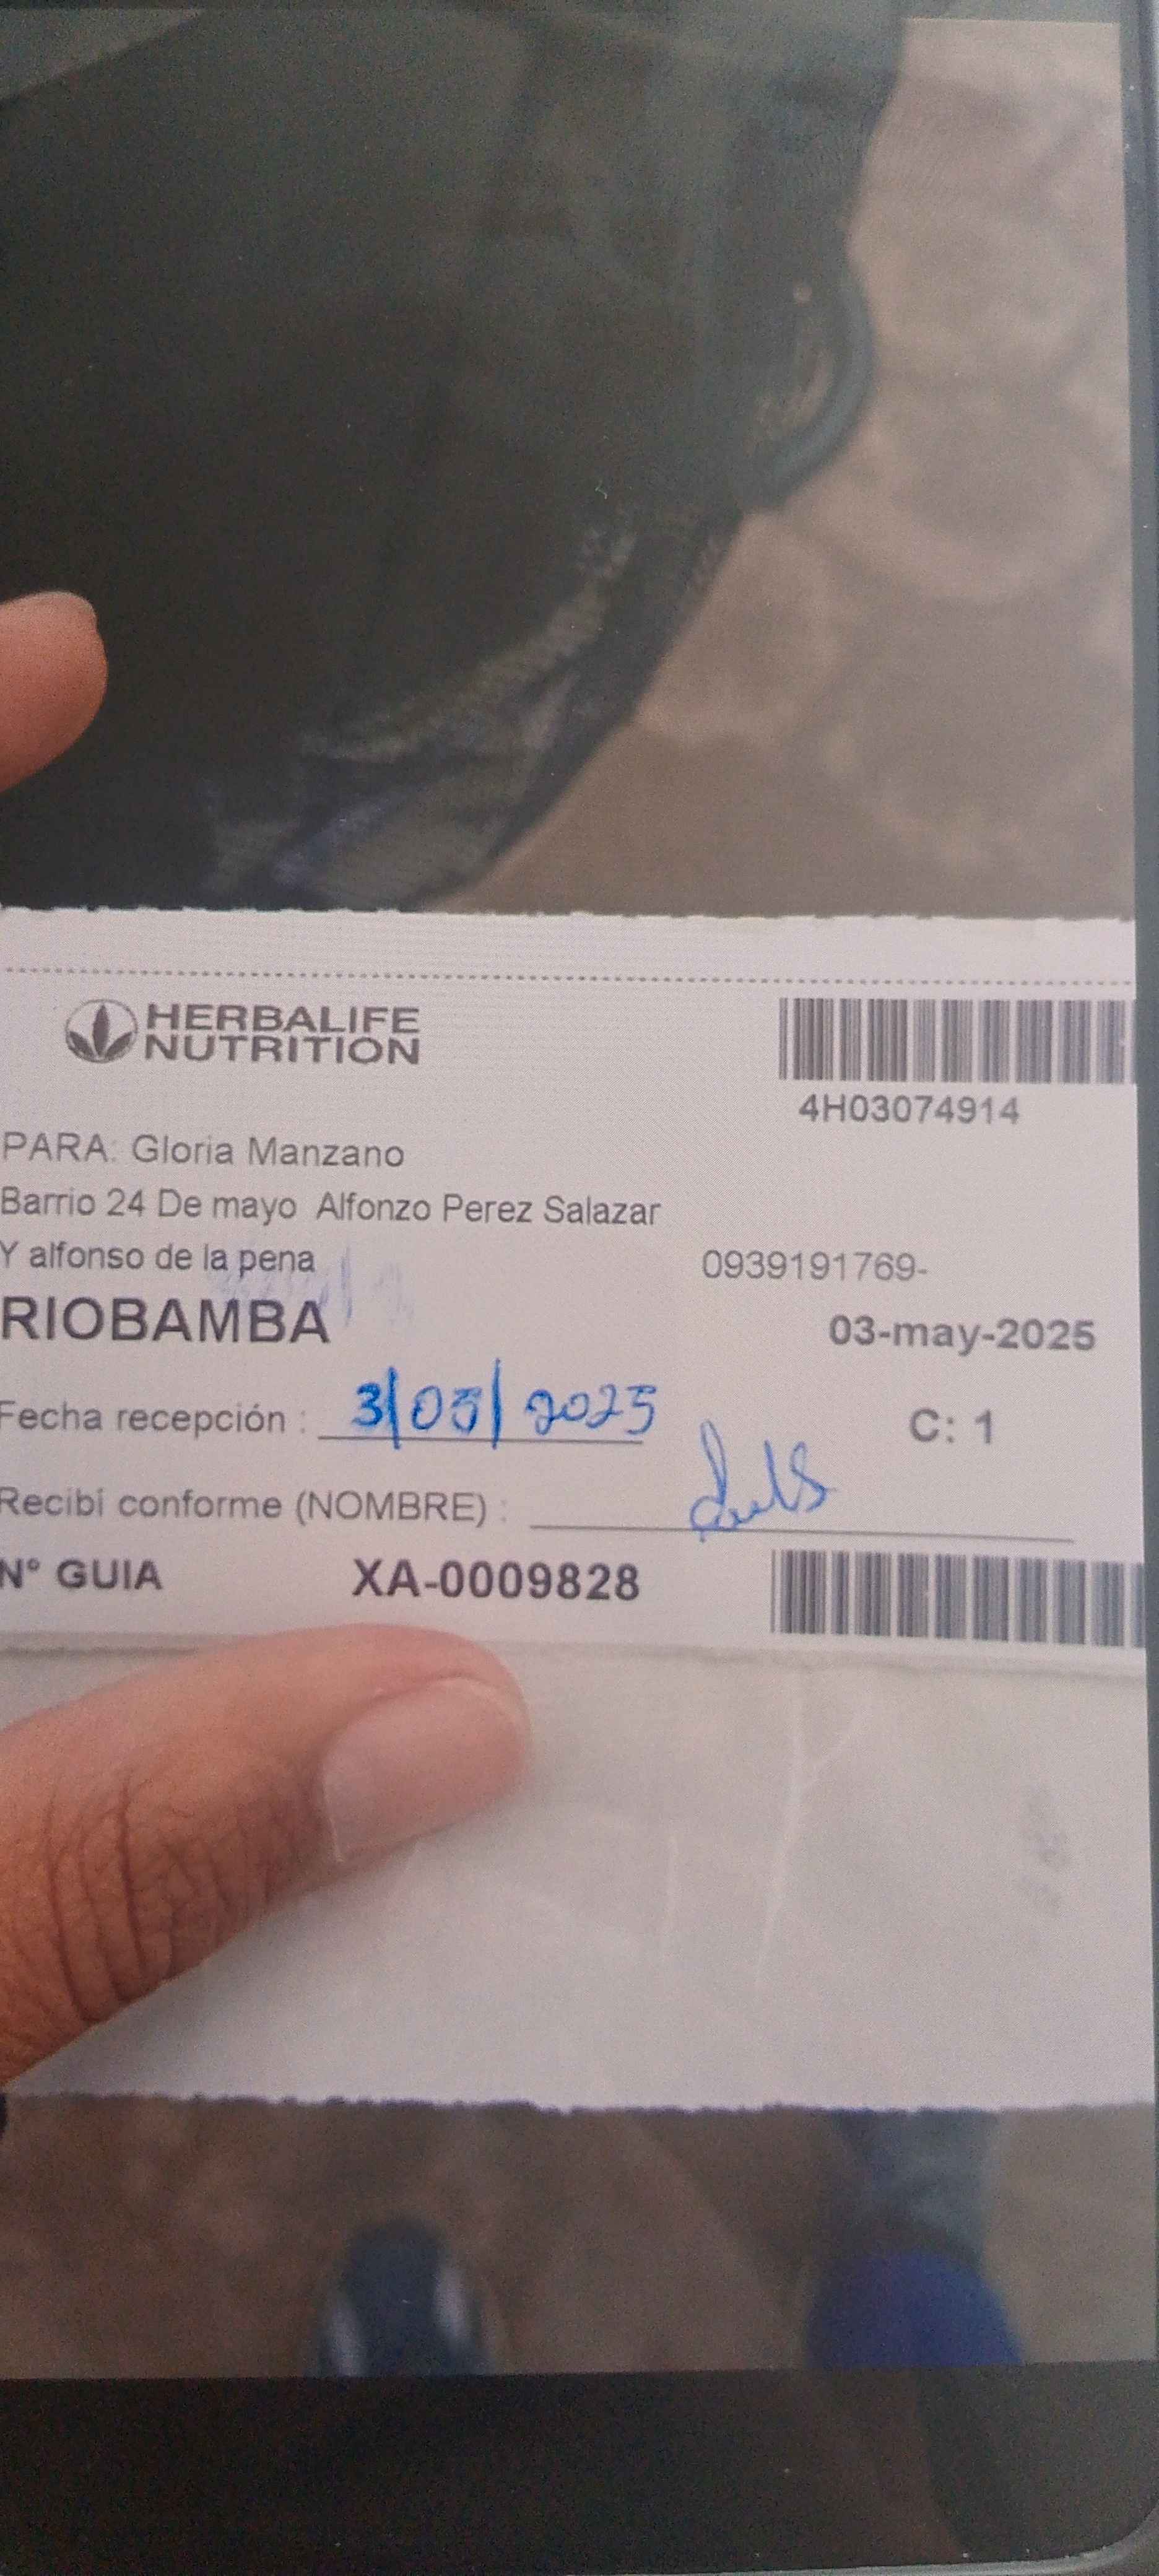 HERBALIFE
NUTRITION
4H03074914
PARA: Gloria Manzano
Barrio 24 De mayo Alfonzo Perez Salazar
Y alfonso de la pena
0939191769-
RIOBAMBA
03-may-2025
Fecha recepción : 3/05/2025
C: 1
Recibí conforme (NOMBRE) :
N° GUIA XA-0009828